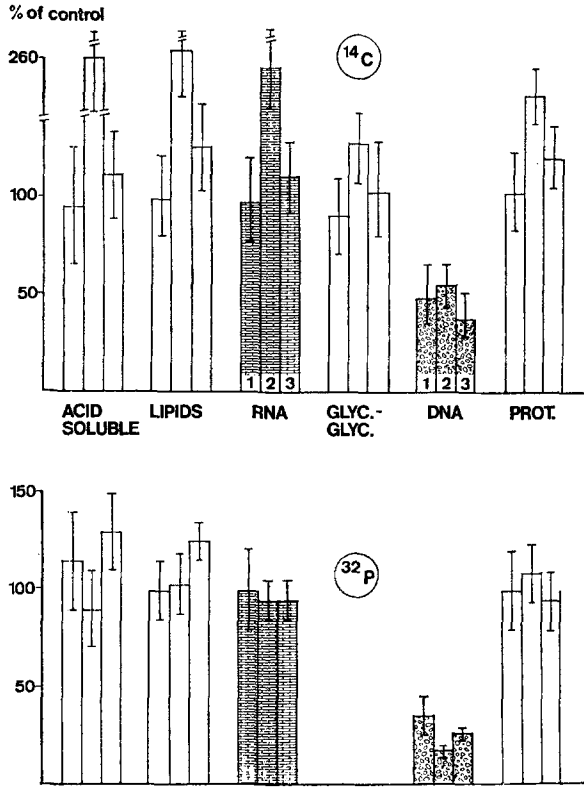 % of control
260
14C
100
50
1 2 3
1 2 3
ACID SOLUBLE
LIPIDS
RNA
GLYC.-GLYC.
DNA
PROT.
150
32P
100
50